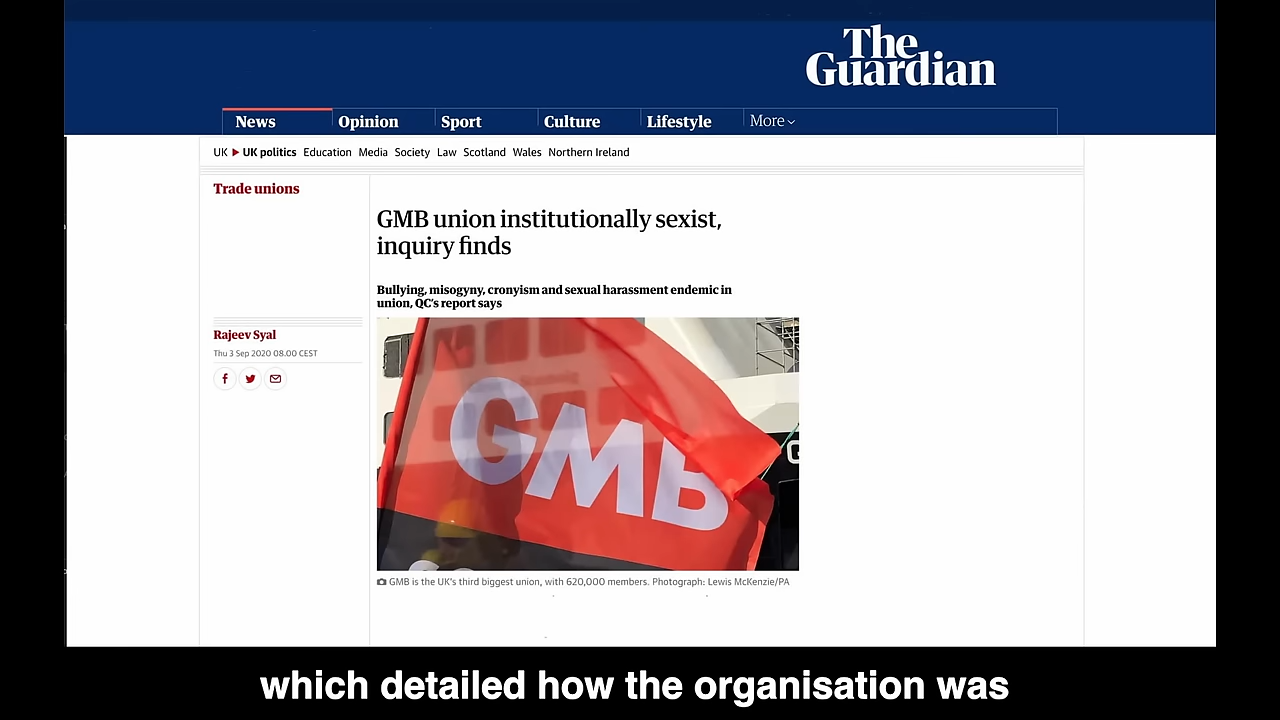 The
Guardian
News
Opinion
Sport
Culture
Lifestyle
More
UK
UK politics
Education
Media
Society
Law
Scotland
Wales
Northern Ireland
Trade unions
GMB union institutionally sexist,
inquiry finds
Bullying, misogyny, cronyism and sexual harassment endemic in
union, QC's report says
Rajeev Syal
Thu 3 Sep 2020 08.00 CEST
GMB
GMB is the UK's third biggest union, with 620,000 members. Photograph: Lewis McKenzie/PA
which detailed how the organisation was